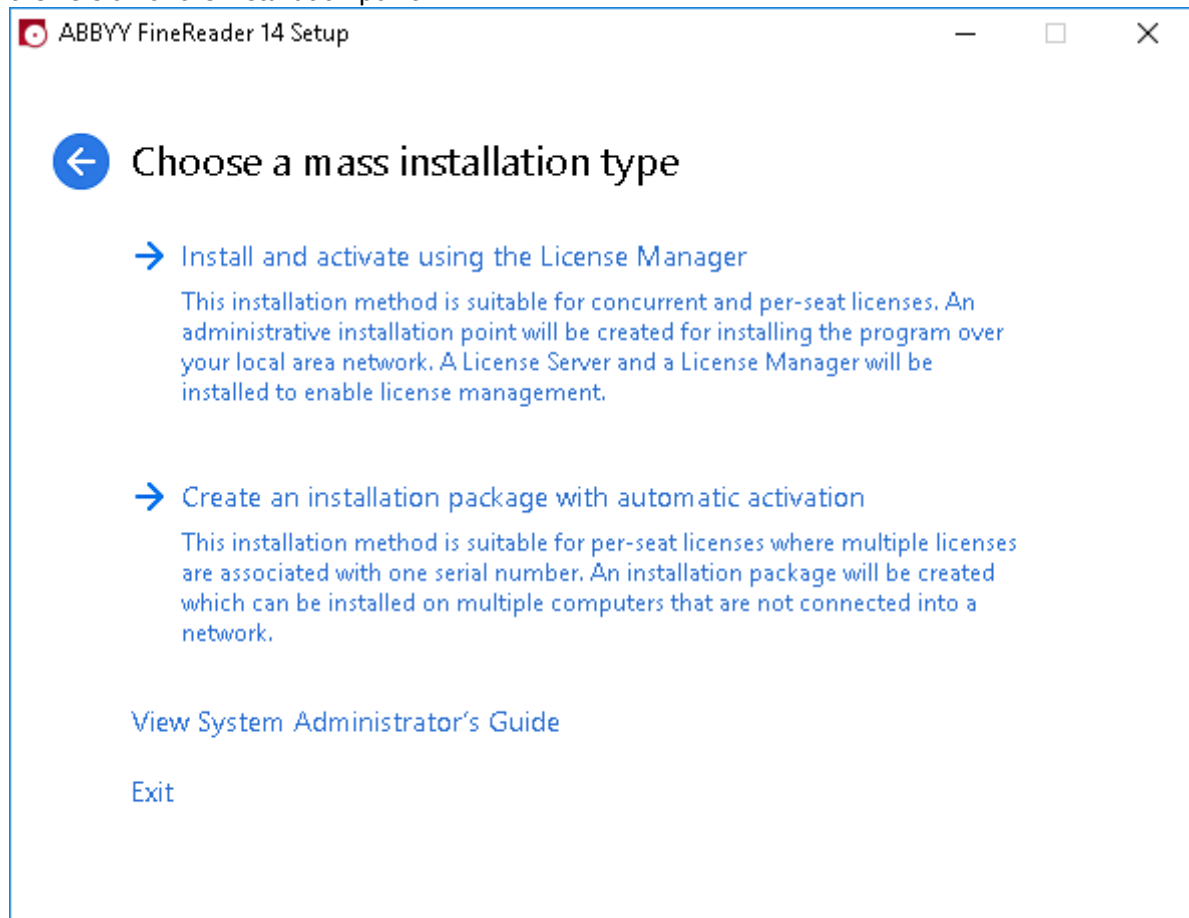 ABBYY FineReader 14 Setup
Choose a mass installation type
Install and activate using the License Manager
This installation method is suitable for concurrent and per-seat licenses. An
administrative installation point will be created for installing the program over
your local area network. A License Server and a License Manager will be
installed to enable license management.
Create an installation package with automatic activation
This installation method is suitable for per-seat licenses where multiple licenses
are associated with one serial number. An installation package will be created
which can be installed on multiple computers that are not connected into a
network.
View System Administrator's Guide
Exit